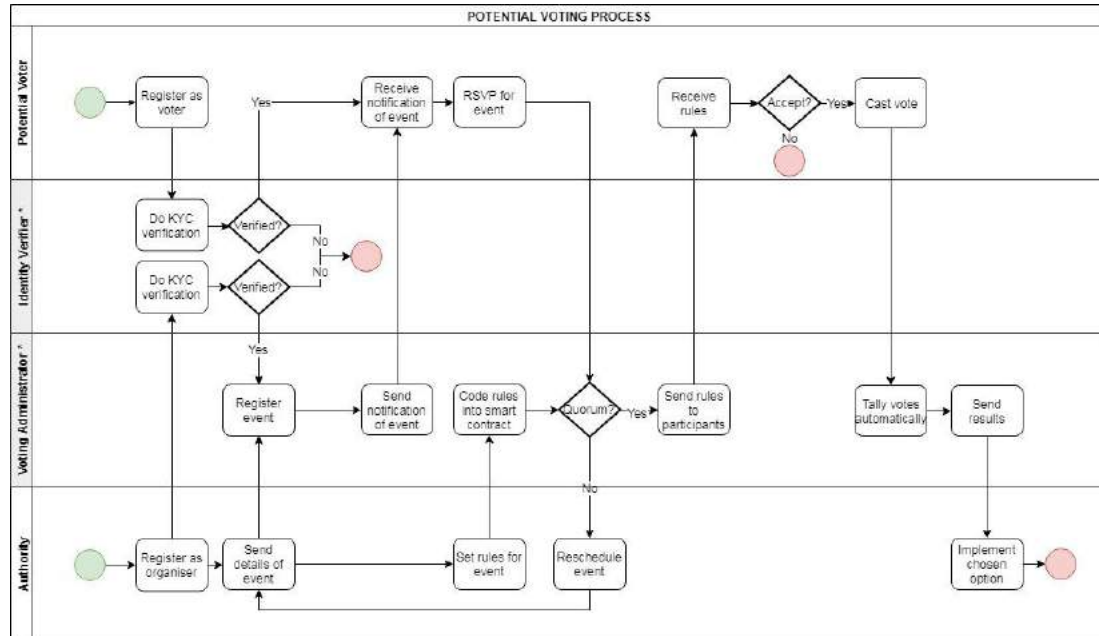 POTENTIAL VOTING PROCESS
Potential Voter
Register as
voter
Yes
Receive
notification
of event
RSVP for
event
Receive
rules
Accept?
Yes
Cast vote
No
Identity Verifier *
Do KYC
verification
Verified?
No
Do KYC
verification
Verified?
No
Yes
Voting Administrator *
Register
event
Send
notification
of event
Code rules
into smart
contract
Quorum?
Yes
Send rules
to
participants
Tally votes
automatically
Send
results
No
Authority
Register as
organiser
Send
details of
event
Set rules for
event
Reschedule
event
Implement
chosen
option